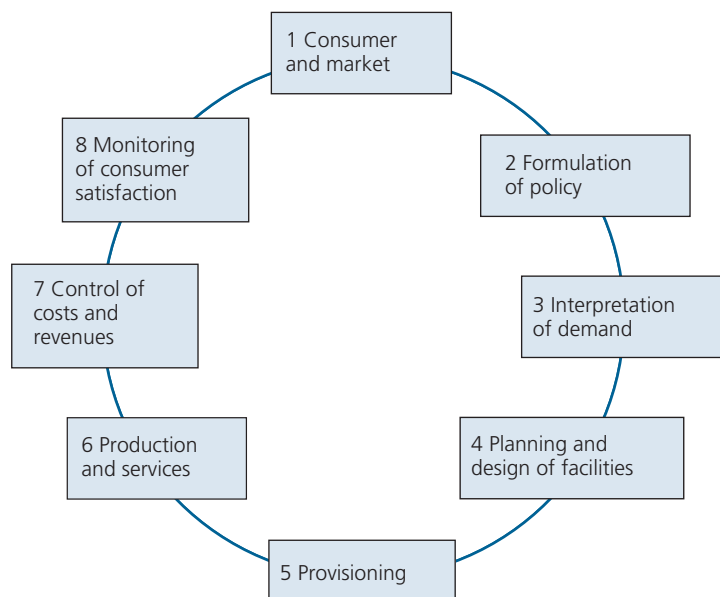 1 Consumer
and market
2 Formulation
of policy
3 Interpretation
of demand
4 Planning and
design of facilities
5 Provisioning
6 Production
and services
7 Control of
costs and
revenues
8 Monitoring
of consumer
satisfaction